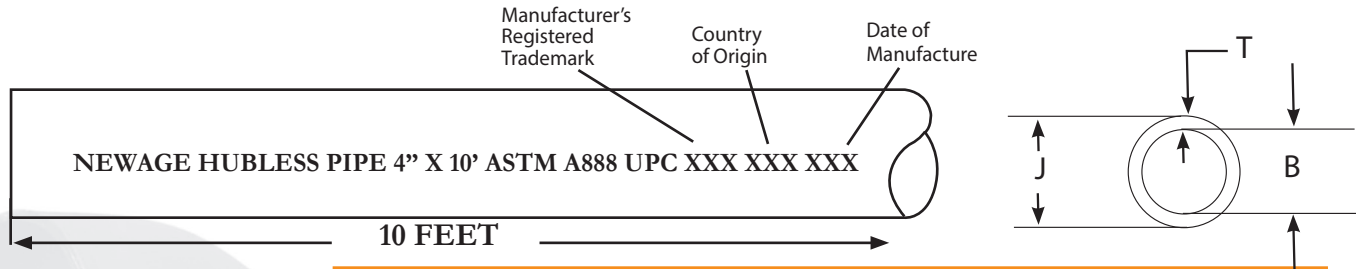 Manufacturer’s
Registered
Trademark
Country
of Origin
Date of
Manufacture
T
NEWAGE HUBLESS PIPE 4” X 10’ ASTM A888 UPC XXX XXX XXX
J
B
10 FEET